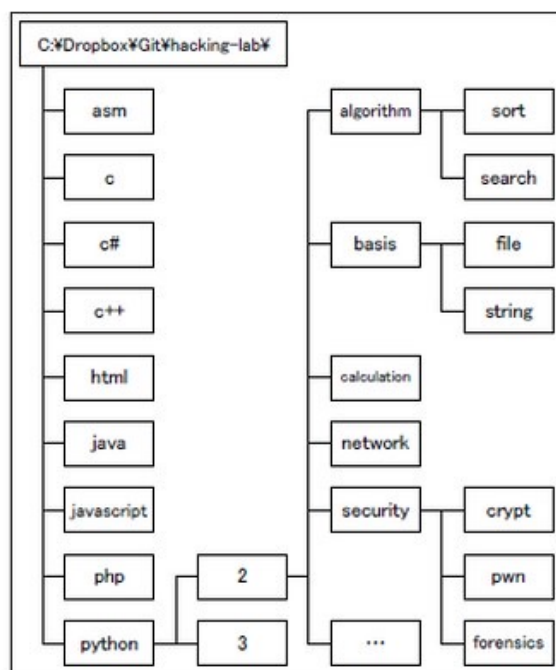 C:¥Dropbox¥Git¥hacking-lab¥
asm
c
c#
c++
html
java
javascript
php
python
2
3
algorithm
sort
search
basis
file
string
calculation
network
security
crypt
pwn
forensics
…